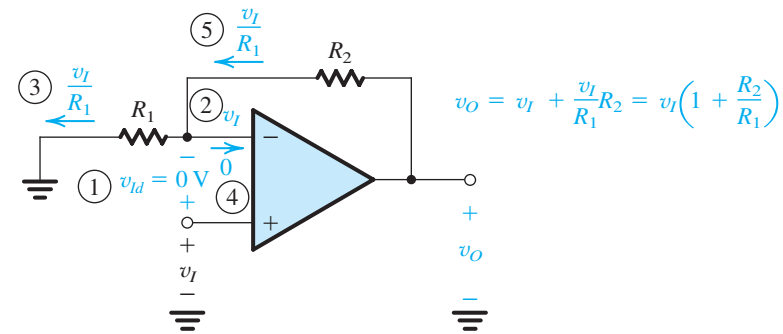 ⑤ v_I/R_1
R_2
③ v_I/R_1
R_1
② v_I
v_O = v_I + (v_I/R_1)R_2 = v_I(1 + R_2/R_1)
−
−
0
① v_Id = 0 V
④
+
+
+
v_I
−
+
v_O
−